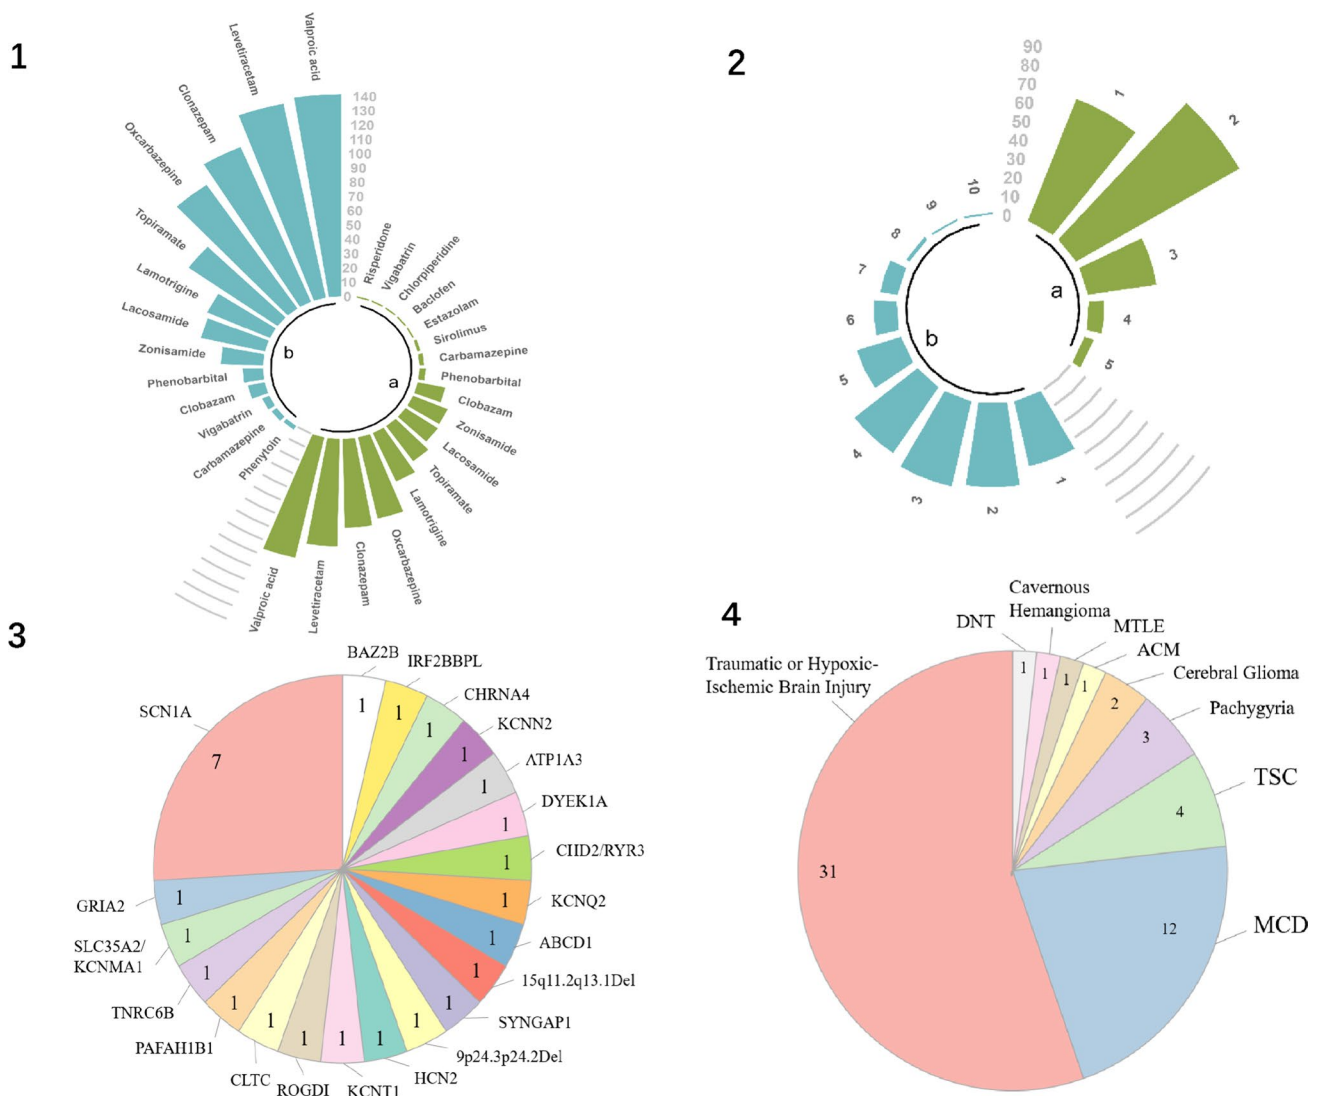 1
Valproic acid
Levetiracetam
Clonazepam
Oxcarbazepine
Topiramate
Lamotrigine
Lacosamide
Zonisamide
Phenobarbital
Clobazam
Vigabatrin
Carbamazepine
Phenytoin
140
130
120
110
100
90
80
70
60
50
40
30
20
10
0
Risperidone
Vigabatrin
Chlorpiperidine
Baclofen
Estazolam
Sirolimus
Carbamazepine
Phenobarbital
Clobazam
Zonisamide
Lacosamide
Topiramate
Lamotrigine
Oxcarbazepine
Clonazepam
Levetiracetam
Valproic acid
b
a
2
90
80
70
60
50
40
30
20
10
0
1
2
3
4
5
a
b
10
9
8
7
6
5
4
3
2
1
3
BAZ2B
1
IRF2BBPL
1
CHRNA4
1
KCNN2
1
ATP1A3
1
DYEK1A
1
CHD2/RYR3
1
KCNQ2
1
ABCD1
1
15q11.2q13.1Del
1
SYNGAP1
1
9p24.3p24.2Del
1
HCN2
1
KCNT1
1
ROGDI
1
CLTC
1
PAFAH1B1
1
TNRC6B
1
SLC35A2/
KCNMA1
1
GRIA2
1
SCN1A
7
4
DNT
1
Cavernous
Hemangioma
1
MTLE
1
ACM
1
Cerebral Glioma
2
Pachygyria
3
TSC
4
MCD
12
Traumatic or Hypoxic-
Ischemic Brain Injury
31